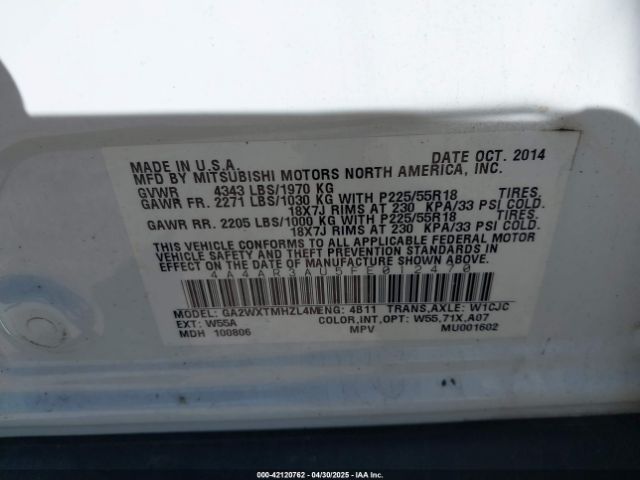 MADE IN U.S.A. DATE OCT. 2014
MFD BY MITSUBISHI MOTORS NORTH AMERICA, INC.
GVWR 4343 LBS/1970 KG
GAWR FR. 2271 LBS/1030 KG WITH P225/55R18 TIRES,
18X7J RIMS AT 230 KPA/33 PSI COLD.
GAWR RR. 2205 LBS/1000 KG WITH P225/55R18 TIRES,
18X7J RIMS AT 230 KPA/33 PSI COLD.
THIS VEHICLE CONFORMS TO ALL APPLICABLE FEDERAL MOTOR
VEHICLE SAFETY AND THEFT PREVENTION STANDARDS IN
EFFECT ON THE DATE OF MANUFACTURE SHOWN ABOVE.
4A4AR3AU5FE012470
MODEL: GA2WXTMHZL4M ENG: 4B11 TRANS,AXLE: W1CJC
EXT: W55A COLOR,INT,OPT: W55,71X,A07
MDH 100806 MPV MU001602
000-42120762 - 04/30/2025 - Copyright © IAA, Inc.